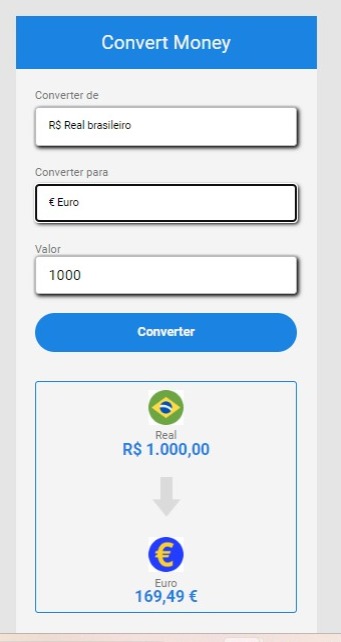 Convert Money
Converter de
R$ Real brasileiro
Converter para
€ Euro
Valor
1000
Converter
Real
R$ 1.000,00
€
Euro
169,49 €